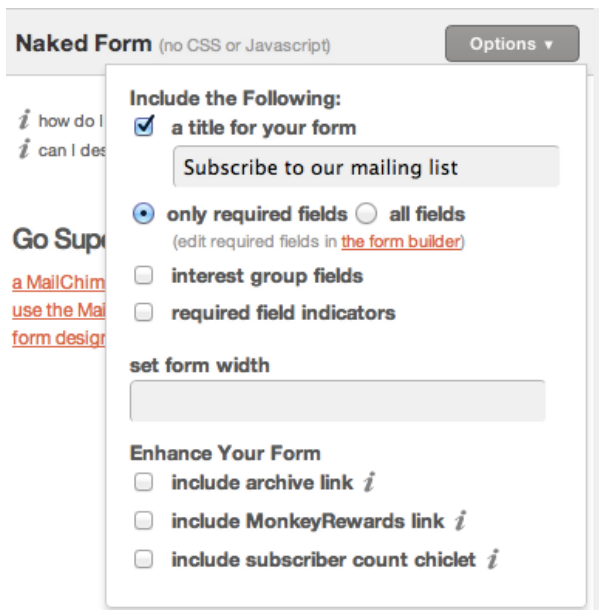 Naked Form (no CSS or Javascript)
Options ▾
Include the Following:
i how do I
a title for your form
i can I des
Subscribe to our mailing list
only required fields all fields
Go Supe
(edit required fields in the form builder)
a MailChim
interest group fields
use the Mai
required field indicators
form design
set form width
Enhance Your Form
include archive link i
include MonkeyRewards link i
include subscriber count chiclet i